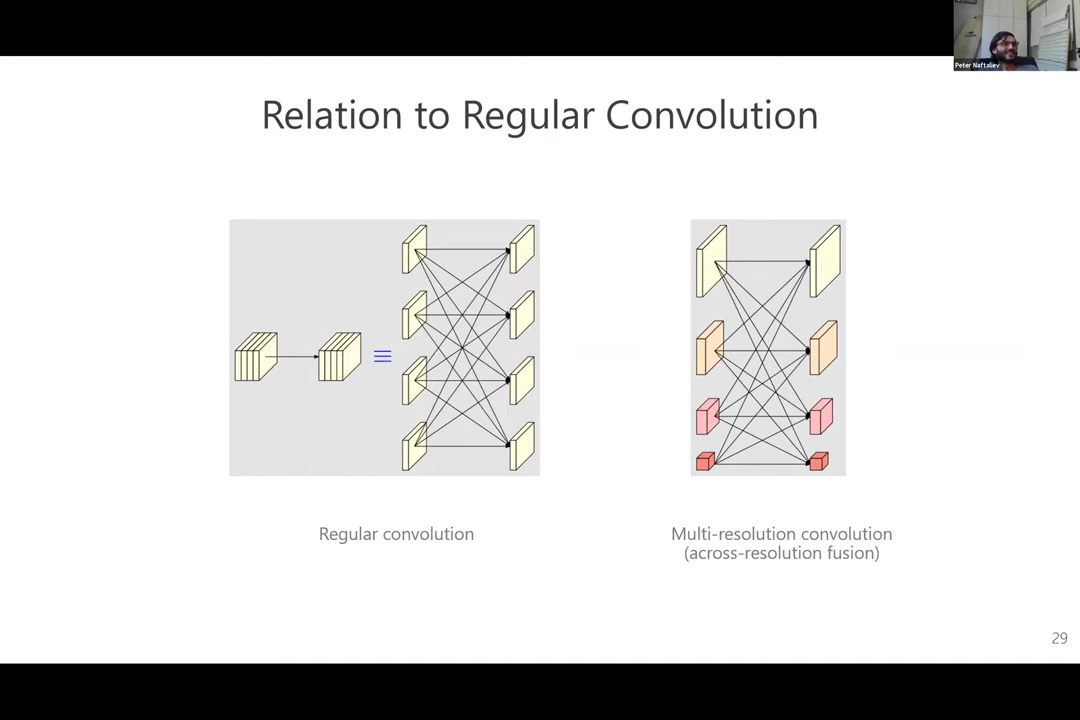 Peter Naftaliev
Relation to Regular Convolution
Regular convolution
Multi-resolution convolution
(across-resolution fusion)
29